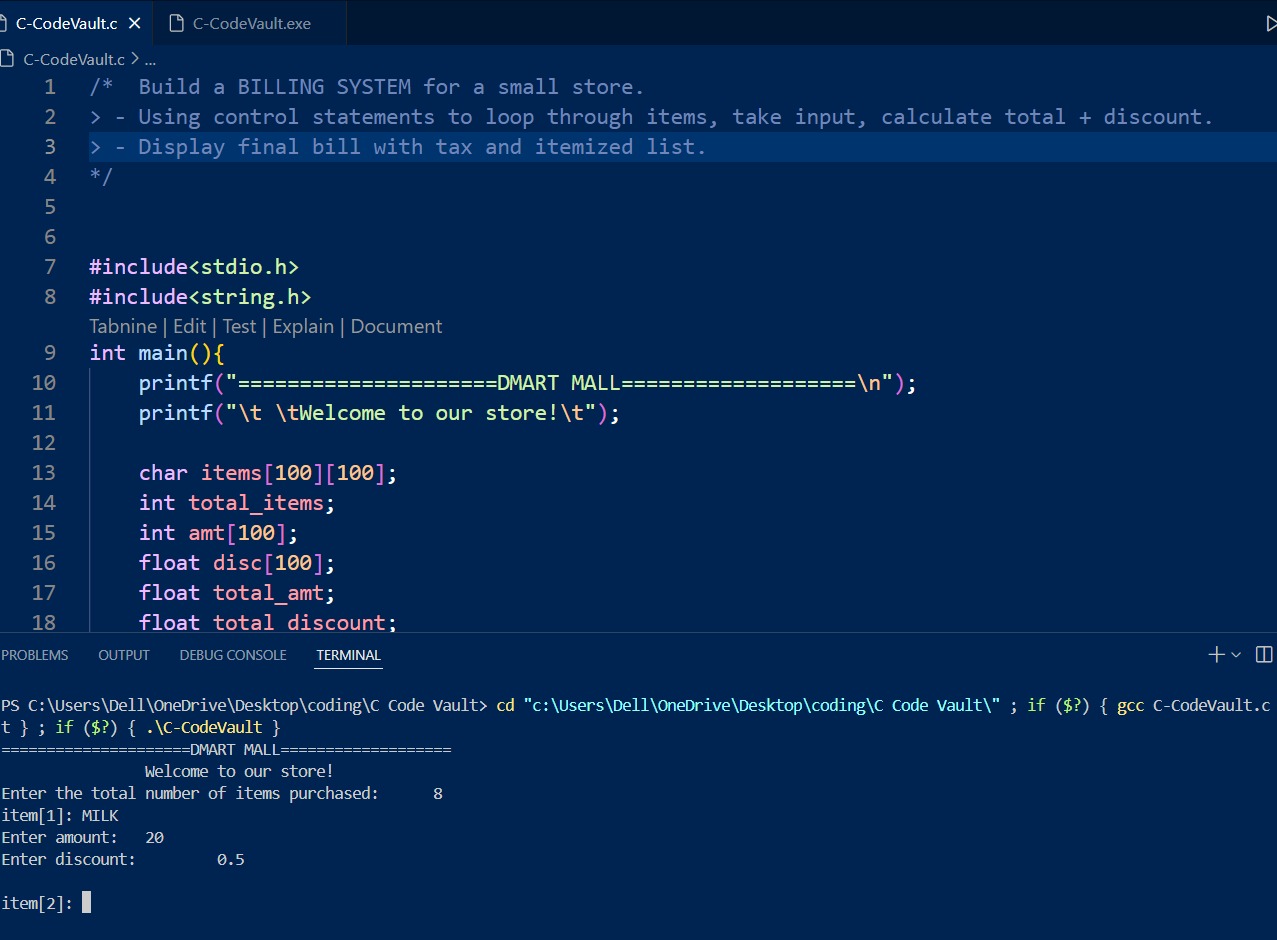 C-CodeVault.c
C-CodeVault.exe
C-CodeVault.c > ...
1 /*  Build a BILLING SYSTEM for a small store.
2 > - Using control statements to loop through items, take input, calculate total + discount.
3 > - Display final bill with tax and itemized list.
4 */
5
6
7 #include<stdio.h>
8 #include<string.h>
Tabnine | Edit | Test | Explain | Document
9 int main(){
10     printf("=====================DMART MALL===================\n");
11     printf("\t \tWelcome to our store!\t");
12
13     char items[100][100];
14     int total_items;
15     int amt[100];
16     float disc[100];
17     float total_amt;
18     float total_discount;
PROBLEMS OUTPUT DEBUG CONSOLE TERMINAL
PS C:\Users\Dell\OneDrive\Desktop\coding\C Code Vault> cd "c:\Users\Dell\OneDrive\Desktop\coding\C Code Vault\" ; if ($?) { gcc C-CodeVault.c
t } ; if ($?) { .\C-CodeVault }
=====================DMART MALL===================
Welcome to our store!
Enter the total number of items purchased:      8
item[1]: MILK
Enter amount:   20
Enter discount:         0.5
item[2]: